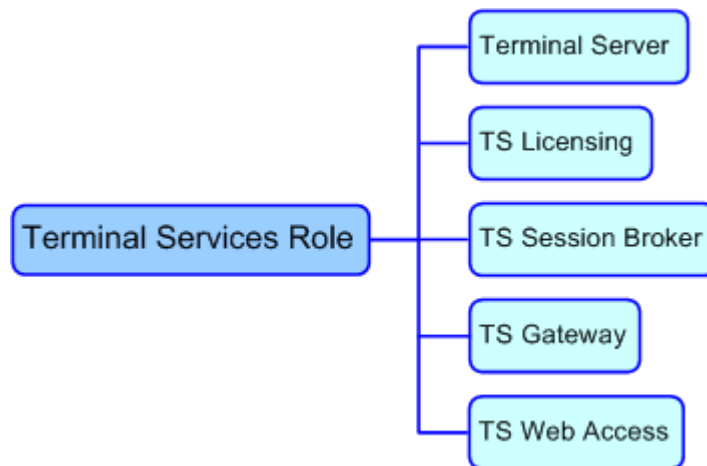 Terminal Services Role
Terminal Server
TS Licensing
TS Session Broker
TS Gateway
TS Web Access